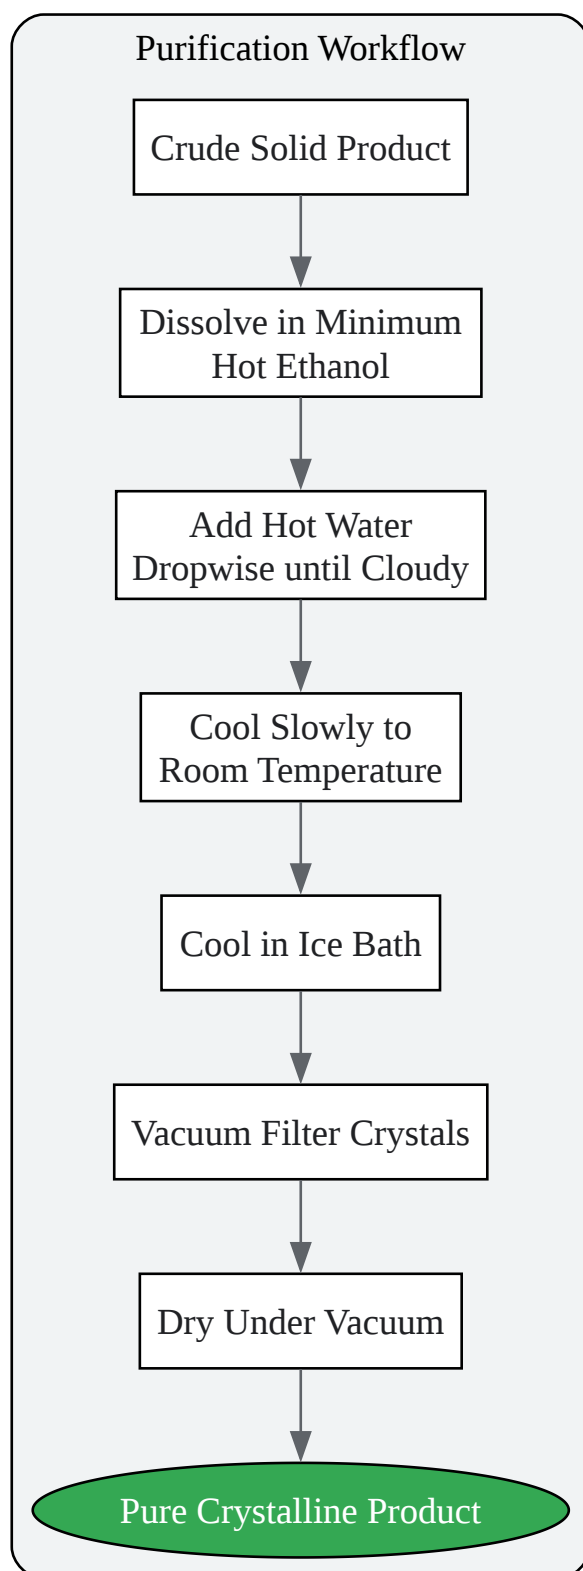 Purification Workflow
Crude Solid Product
Dissolve in Minimum
Hot Ethanol
Add Hot Water
Dropwise until Cloudy
Cool Slowly to
Room Temperature
Cool in Ice Bath
Vacuum Filter Crystals
Dry Under Vacuum
Pure Crystalline Product